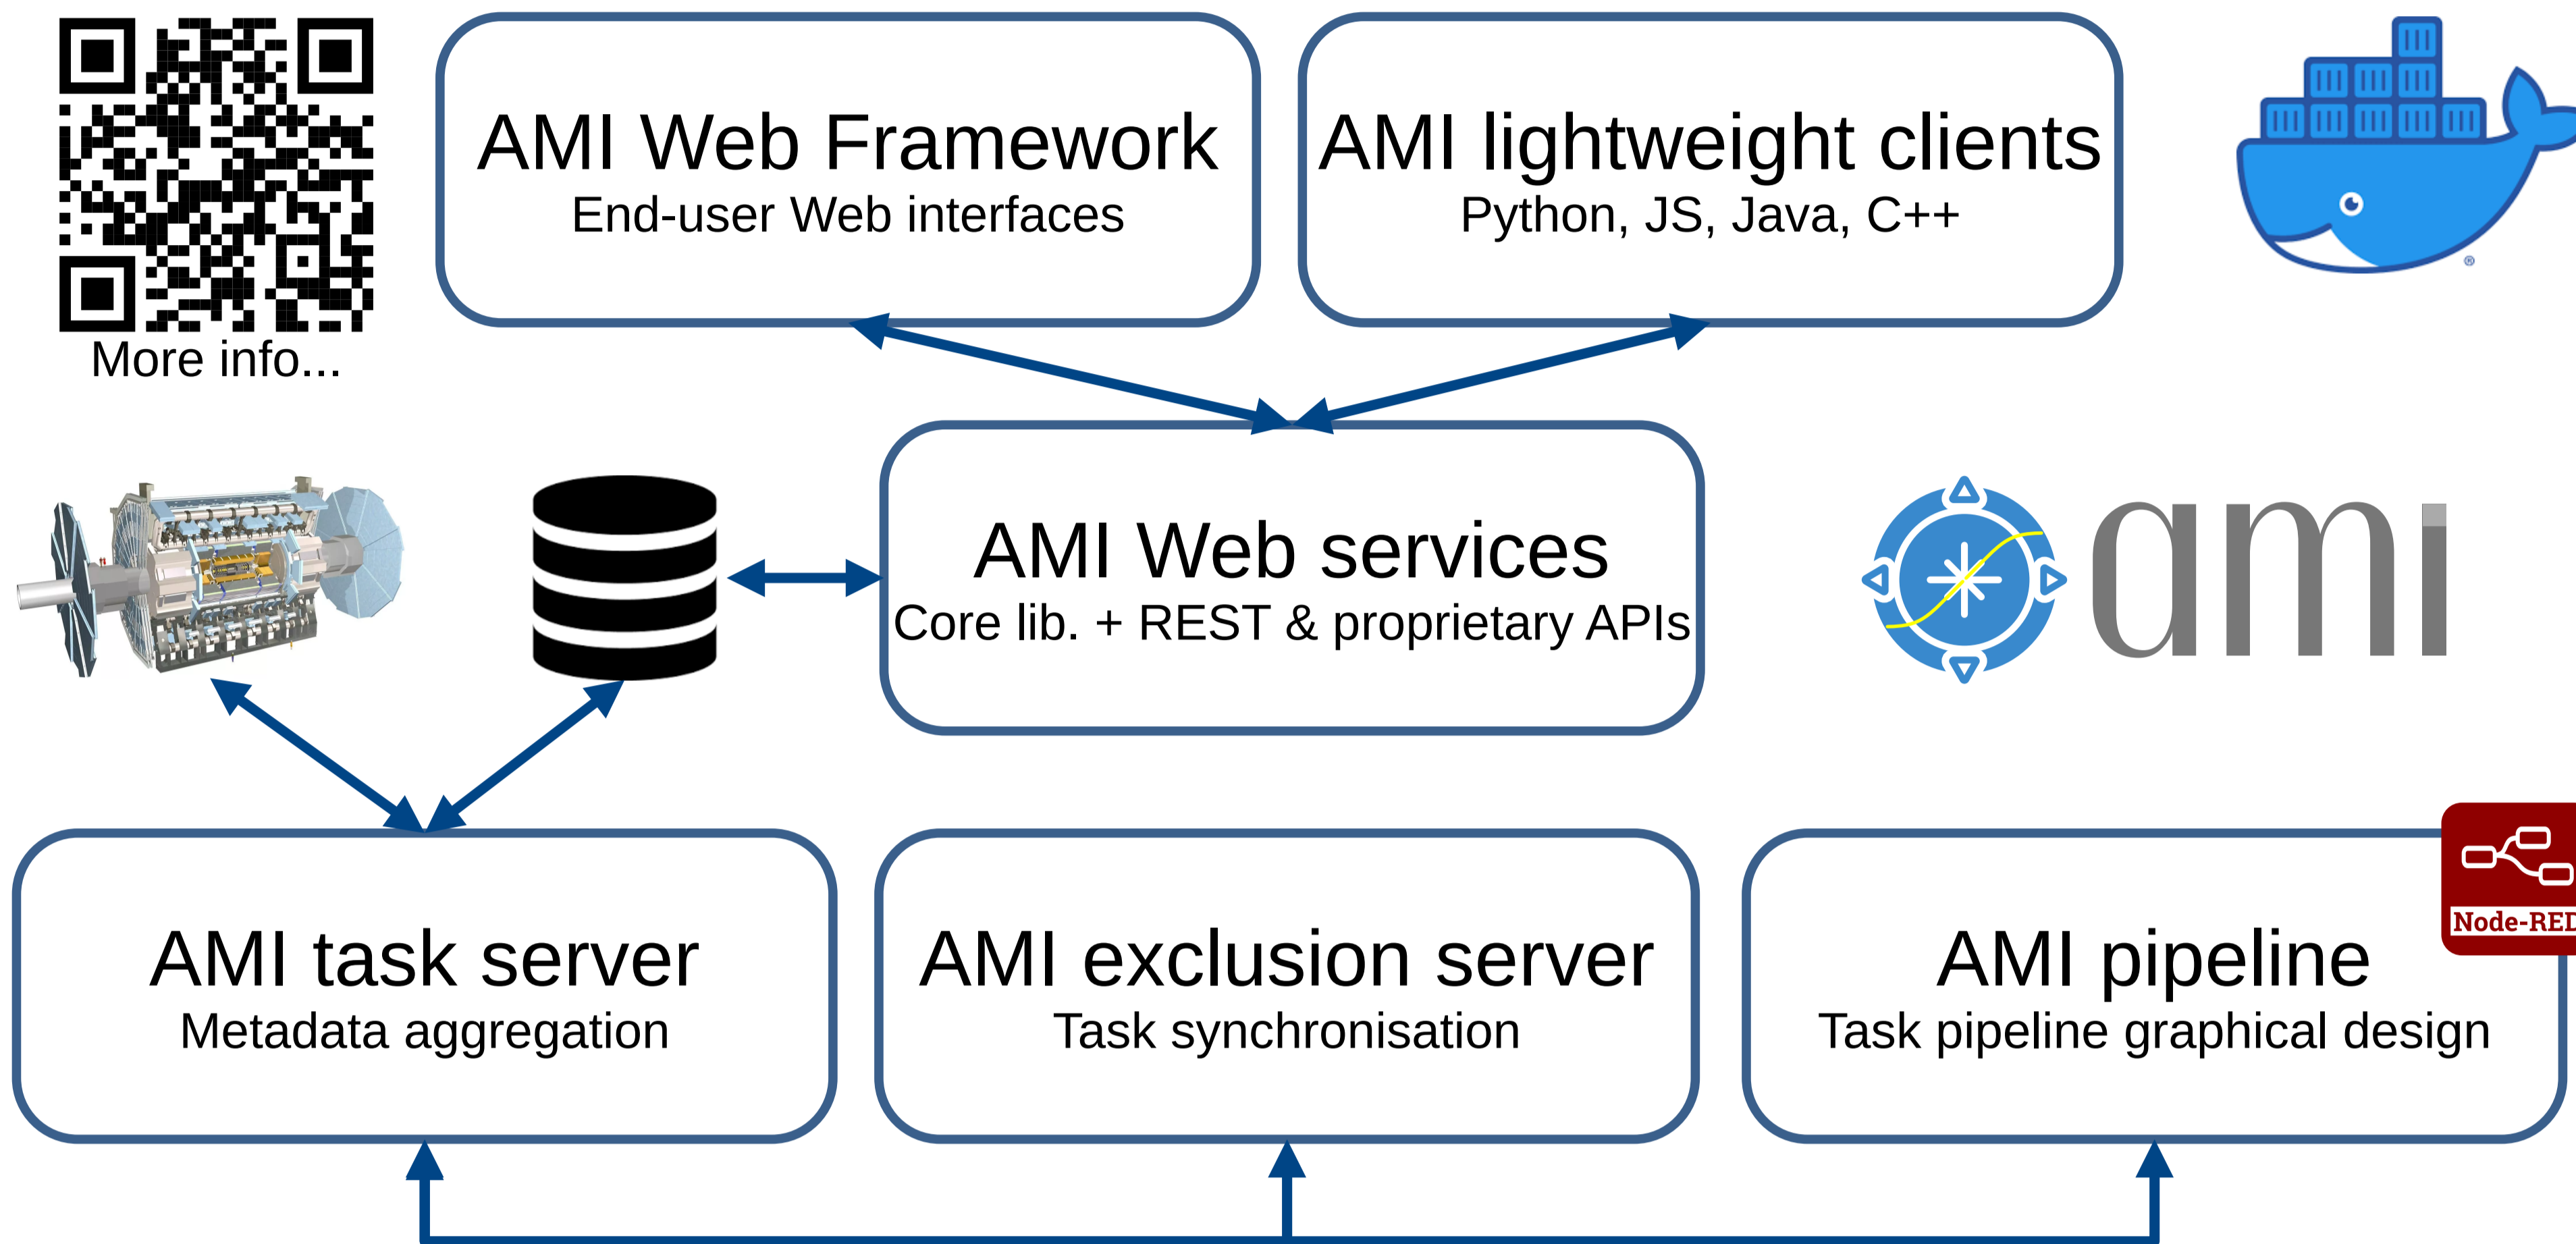 AMI Web Framework
End-user Web interfaces
AMI lightweight clients
Python, JS, Java, C++
®
More info...
AMI Web services
Core lib. + REST & proprietary APIs
ami
AMI task server
Metadata aggregation
AMI exclusion server
Task synchronisation
AMI pipeline
Task pipeline graphical design
Node-RED